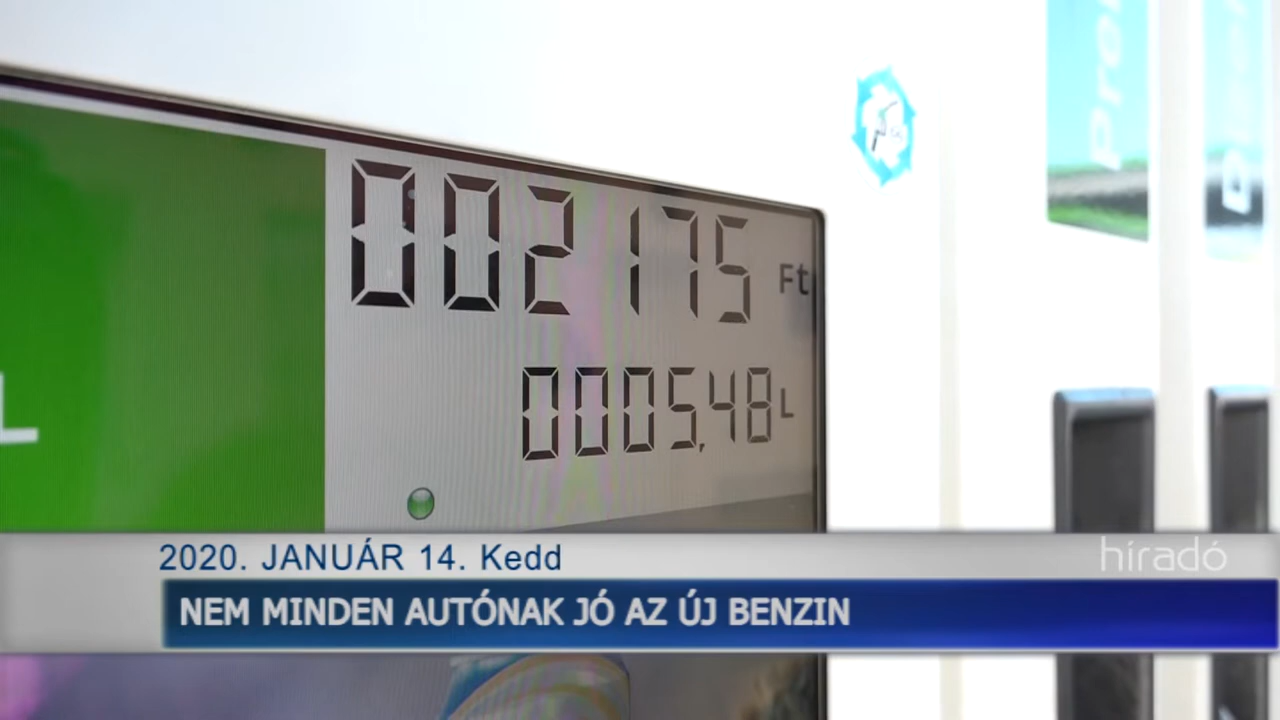 002175 Ft
0005,48 L
L
2020. JANUÁR 14. Kedd
híradó
NEM MINDEN AUTÓNAK JÓ AZ ÚJ BENZIN